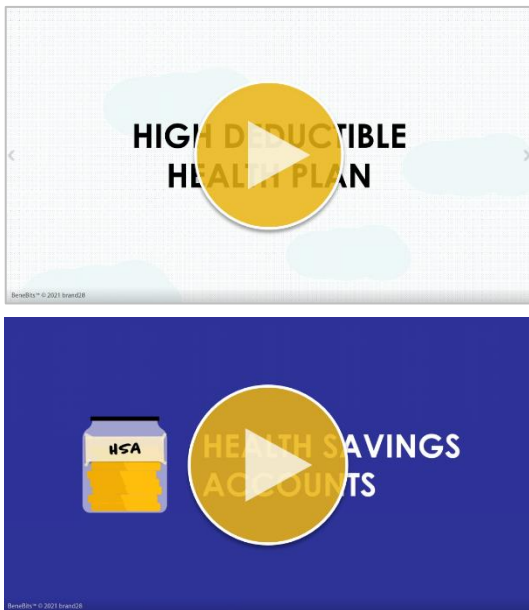 HIGH DEDUCTIBLE
HEALTH PLAN
BeneBits™ © 2021 brand28
HSA
HEALTH SAVINGS
ACCOUNTS
BeneBits™ © 2021 brand28